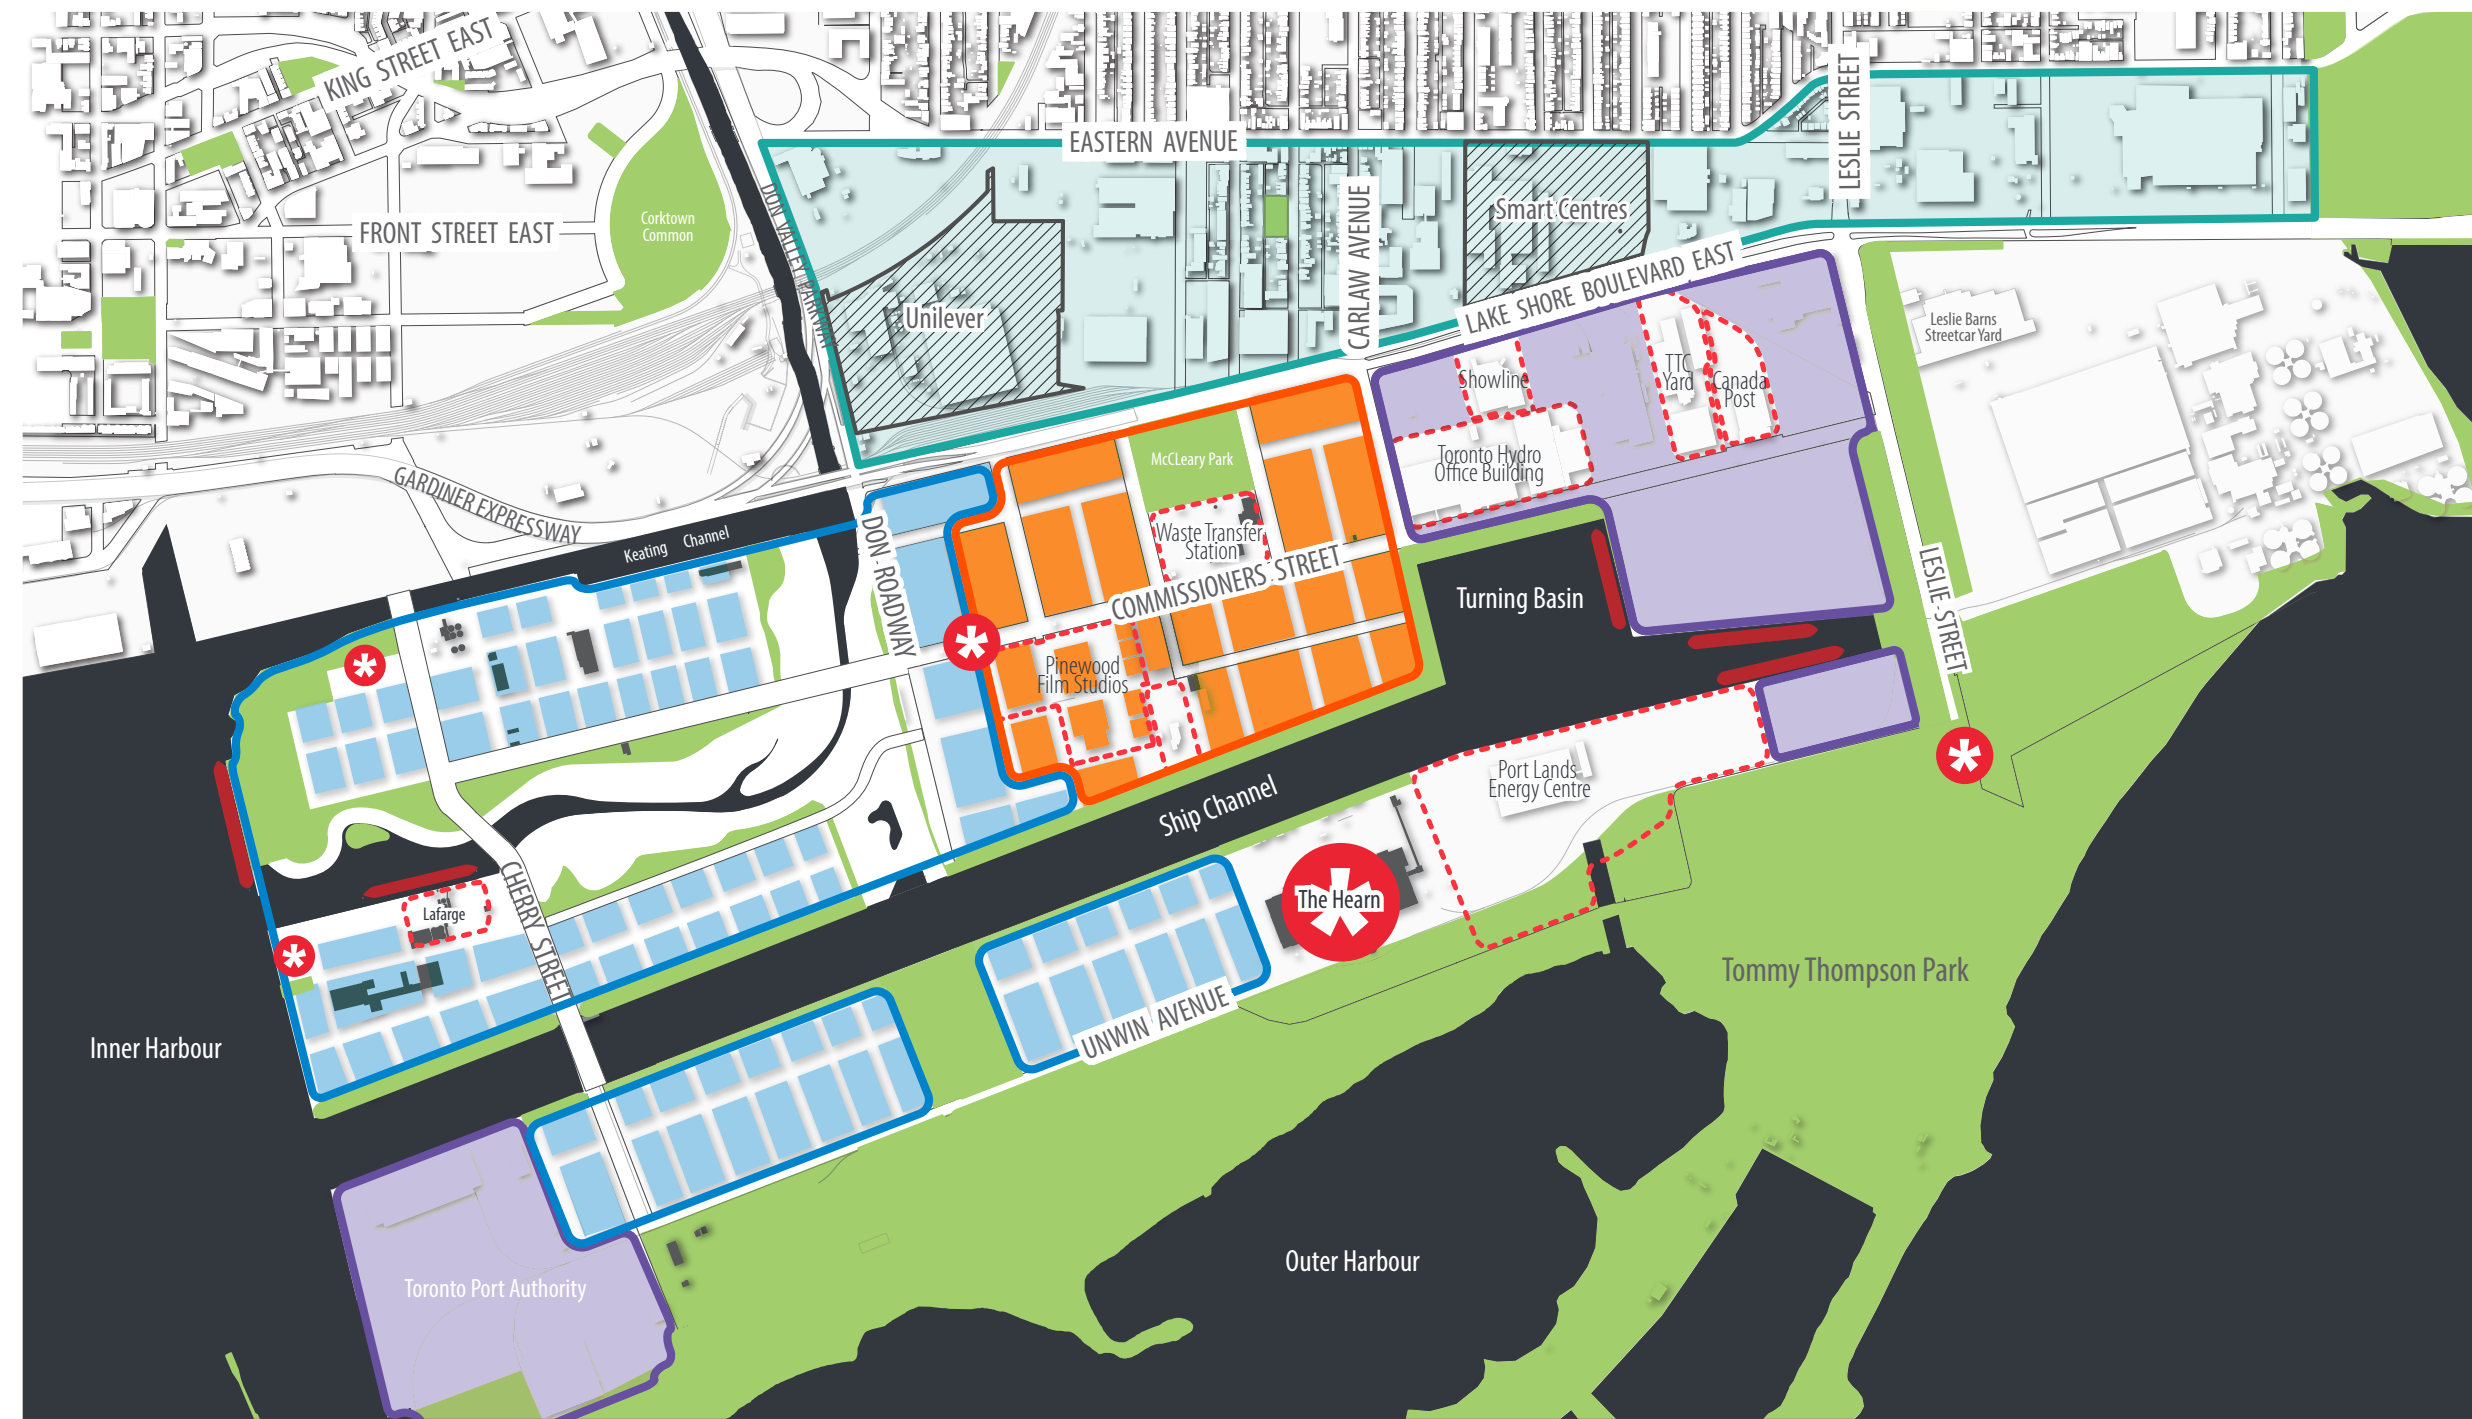 KING STREET EAST
LESLIE STREET
EASTERN AVENUE
Corktown
Common
FRONT STREET EAST
DON VALLEY PARKWAY
CARLAW AVENUE
Smart Centres
Unilever
LAKE SHORE BOULEVARD EAST
Leslie Barns
Streetcar Yard
Showline
TTC
Yard
Canada
Post
McCLeary Park
Toronto Hydro
Office Building
GARDINER EXPRESSWAY
Keating Channel
DON ROADWAY
Waste Transfer
Station
COMMISSIONERS STREET
Turning Basin
LESLIE STREET
Pinewood
Film Studios
Port Lands
Energy Centre
Ship Channel
CHERRY STREET
Lafarge
The Hearn
Tommy Thompson Park
UNWIN AVENUE
Inner Harbour
Outer Harbour
Toronto Port Authority